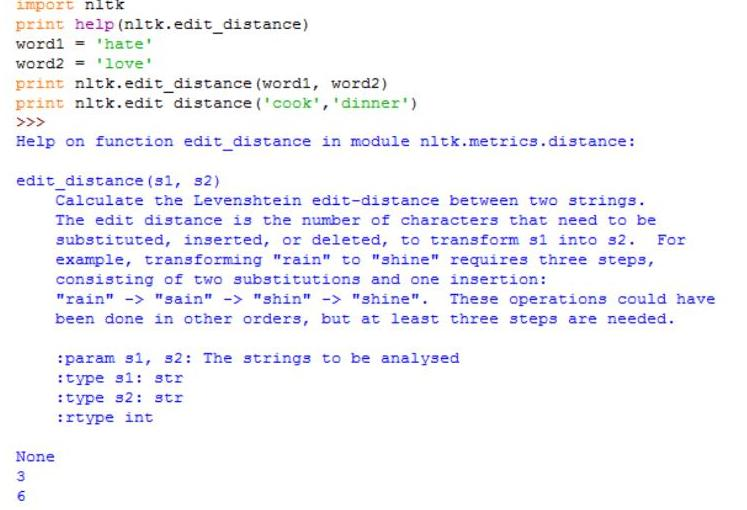 import nltk
print help(nltk.edit_distance)
word1 = 'hate'
word2 = 'love'
print nltk.edit_distance(word1, word2)
print nltk.edit_distance('cook','dinner')
>>>
Help on function edit_distance in module nltk.metrics.distance:

edit_distance(s1, s2)
    Calculate the Levenshtein edit-distance between two strings.
    The edit distance is the number of characters that need to be
    substituted, inserted, or deleted, to transform s1 into s2.  For
    example, transforming "rain" to "shine" requires three steps,
    consisting of two substitutions and one insertion:
    "rain" -> "sain" -> "shin" -> "shine".  These operations could have
    been done in other orders, but at least three steps are needed.

    :param s1, s2: The strings to be analysed
    :type s1: str
    :type s2: str
    :rtype int

None
3
6